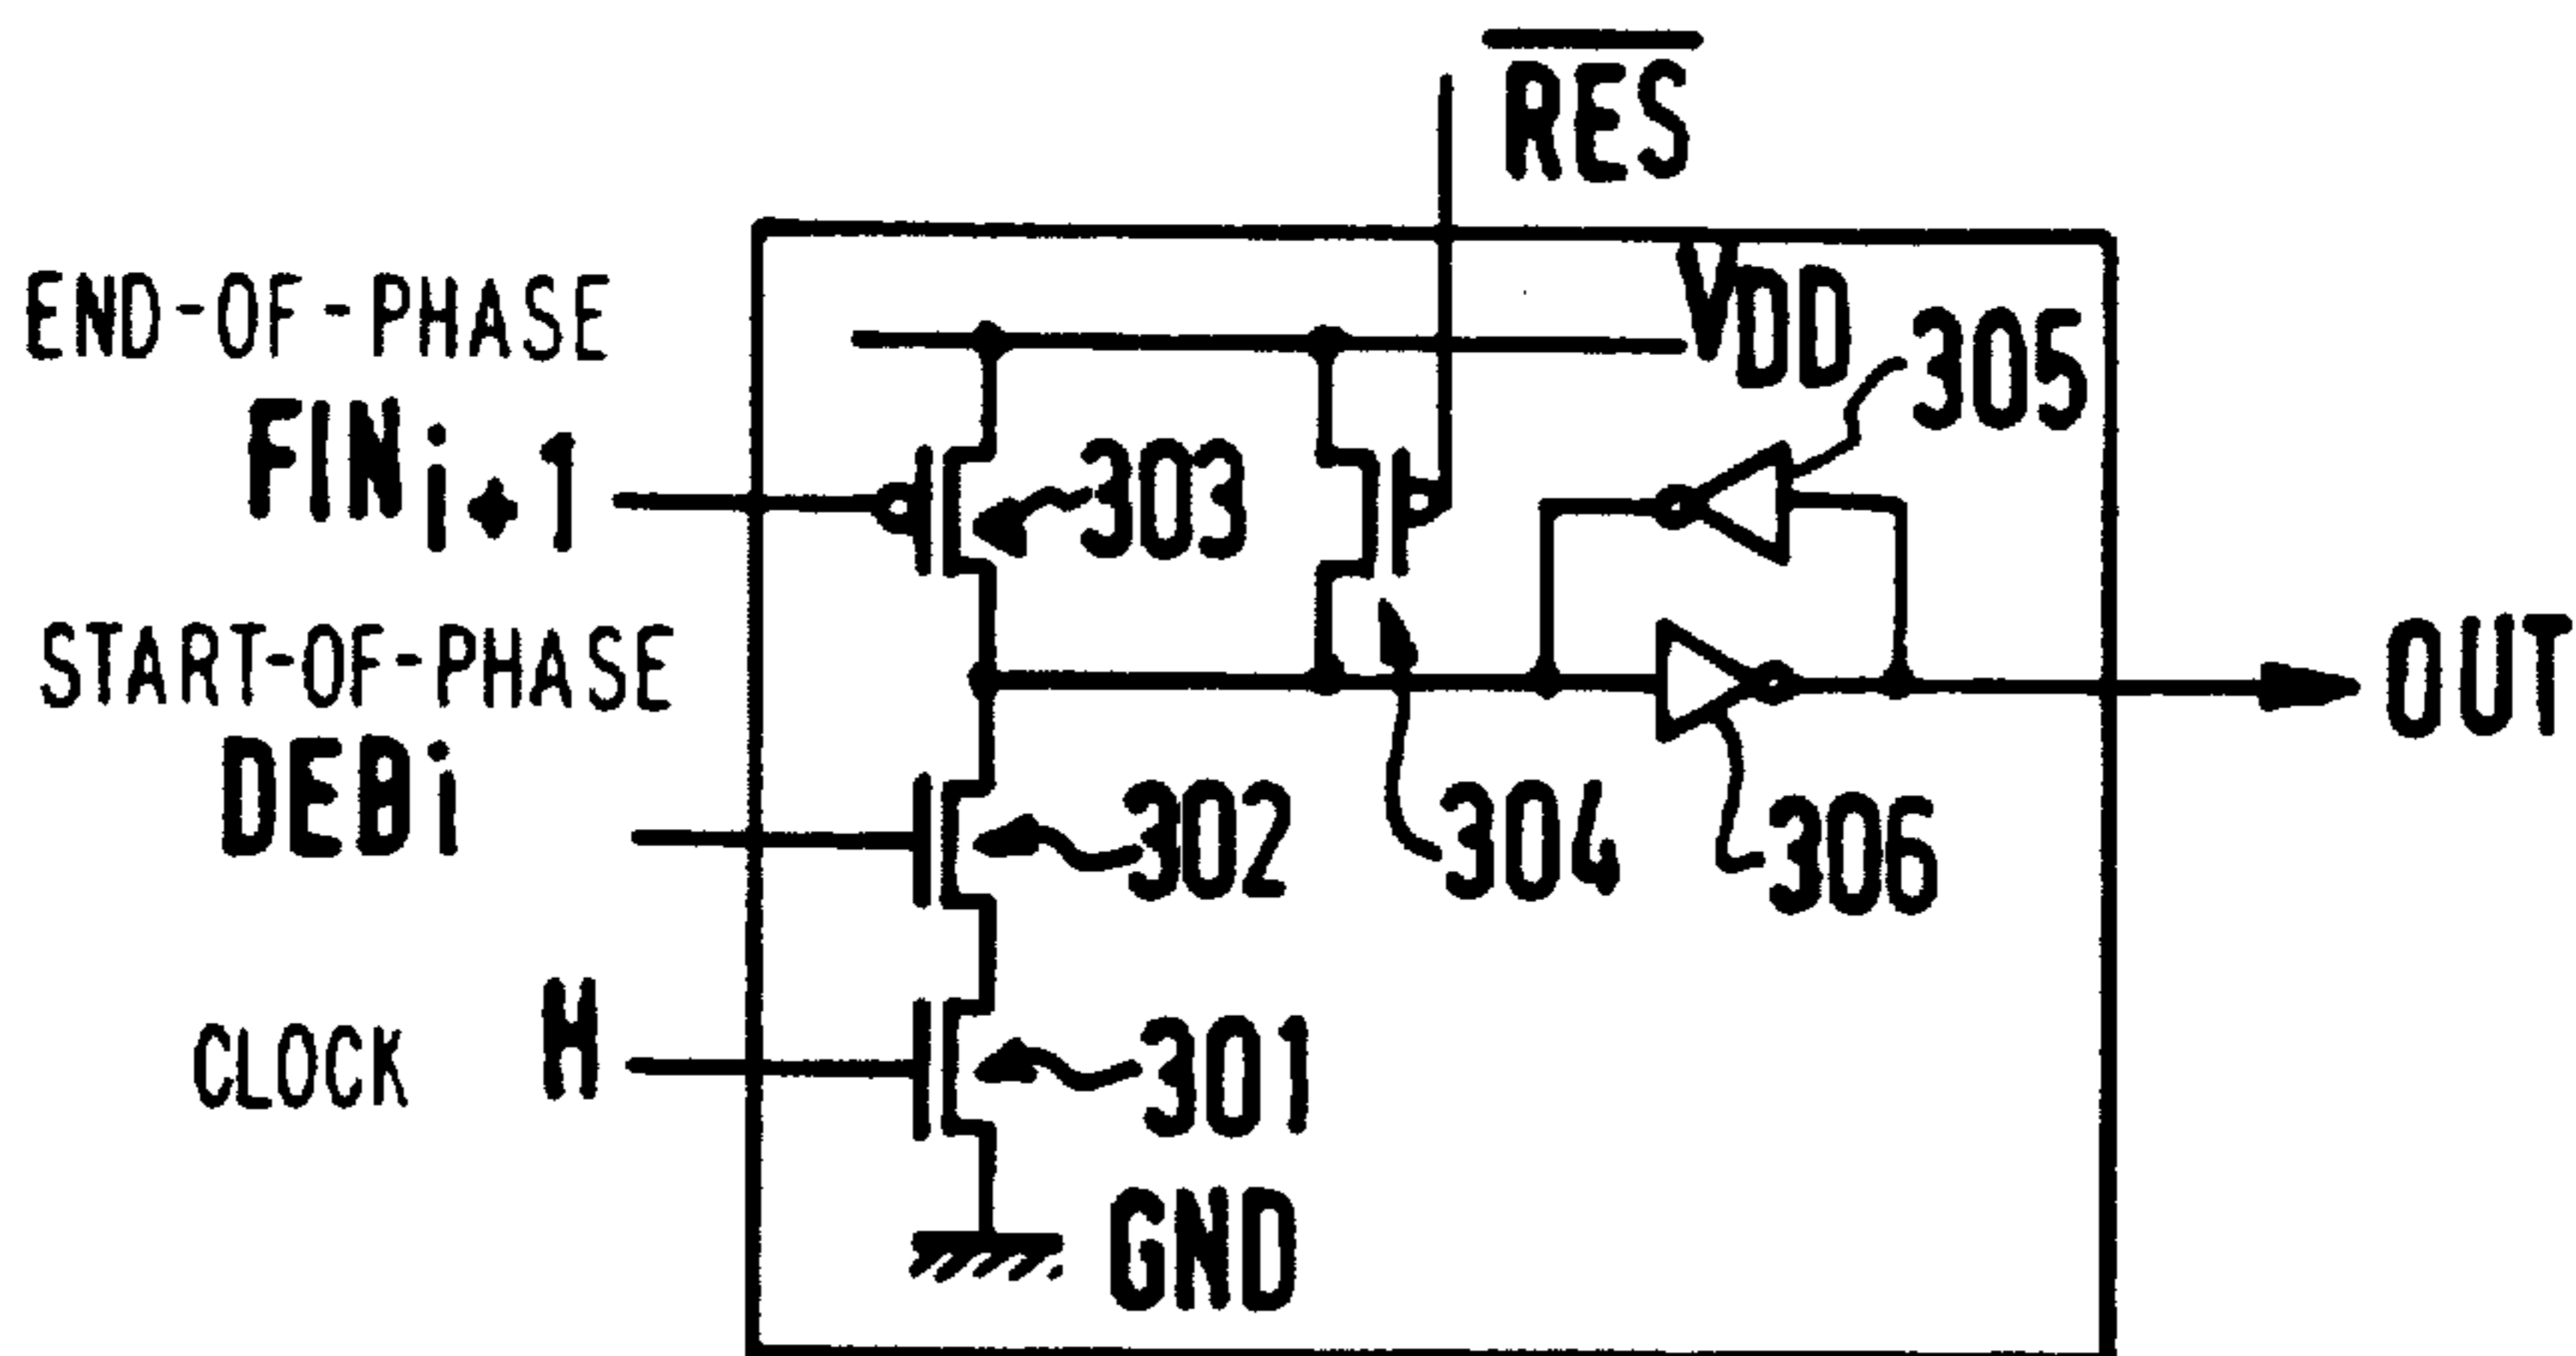 RES
END-OF-PHASE
VDD
305
FINi+1
303
START-OF-PHASE
OUT
DEBi
302
304
306
CLOCK H
301
GND